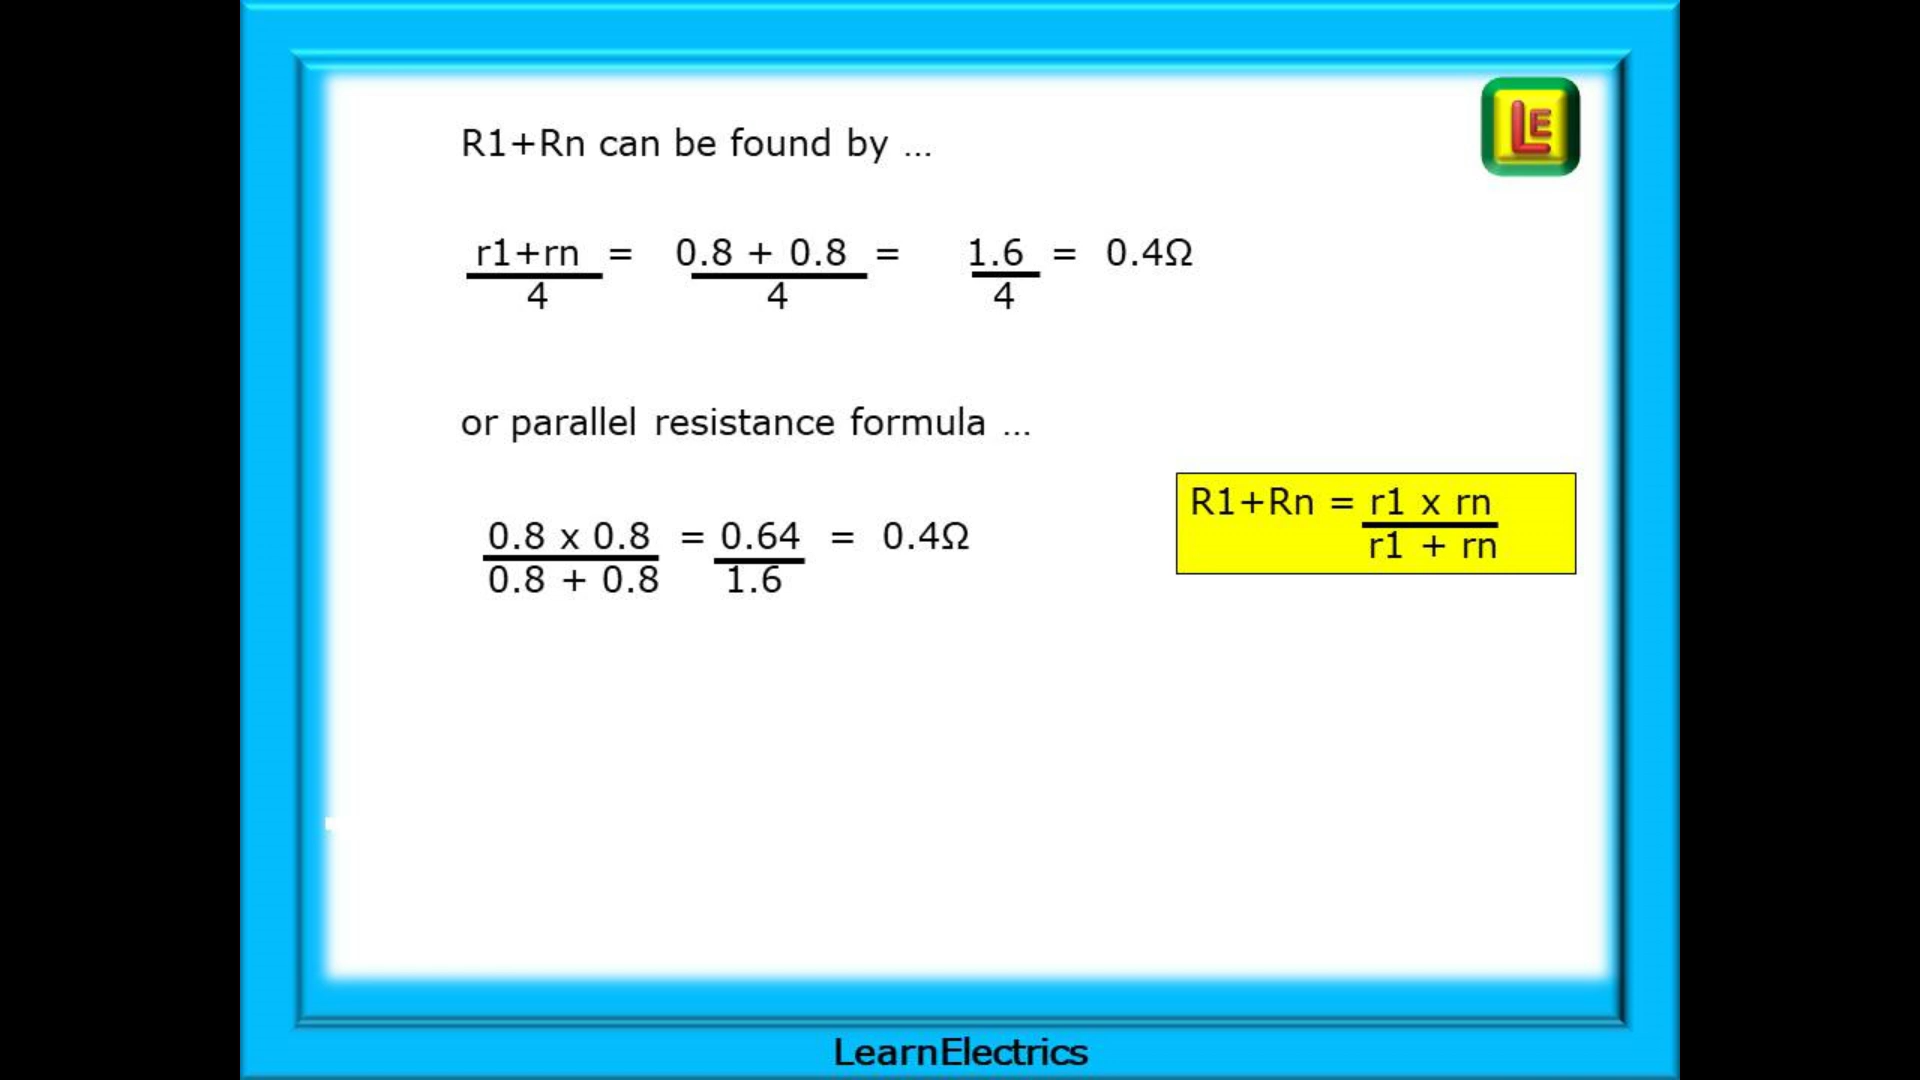 LE
R1+Rn can be found by ...
r1+rn = 0.8 + 0.8 = 1.6 = 0.4Ω
4 4 4
or parallel resistance formula ...
R1+Rn = r1 x rn
r1 + rn
0.8 x 0.8 = 0.64 = 0.4Ω
0.8 + 0.8 1.6
LearnElectrics